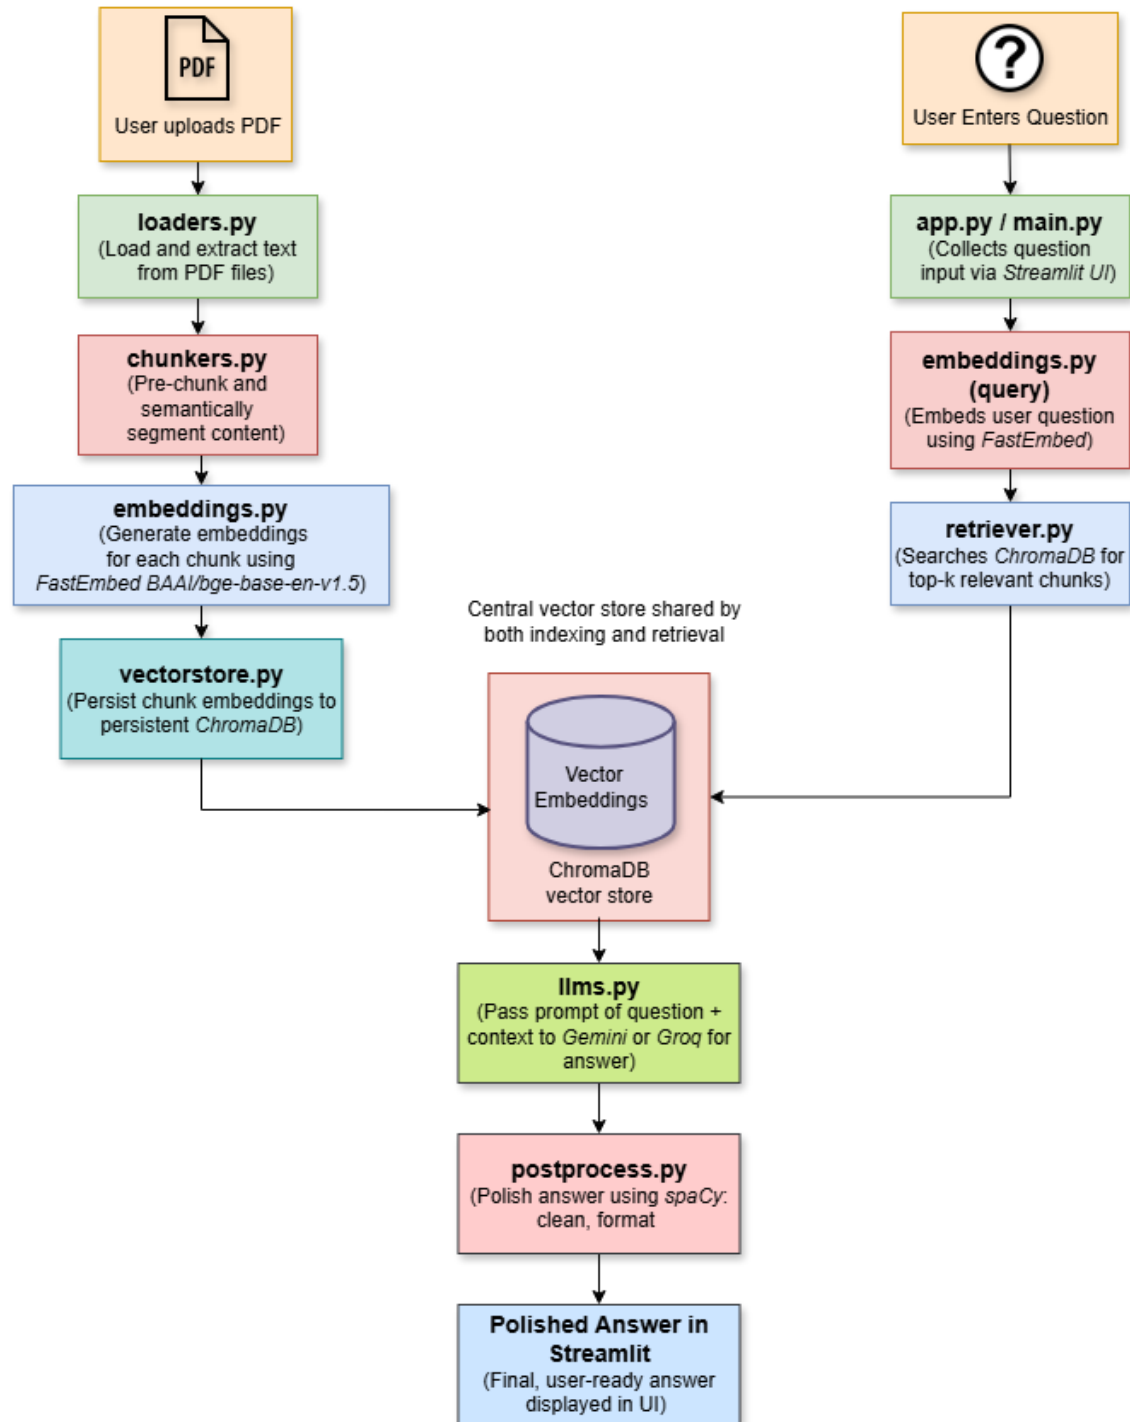 PDF
User uploads PDF
loaders.py
(Load and extract text
from PDF files)
chunkers.py
(Pre-chunk and
semantically
segment content)
embeddings.py
(Generate embeddings
for each chunk using
FastEmbed BAAI/bge-base-en-v1.5)
vectorstore.py
(Persist chunk embeddings to
persistent ChromaDB)
?
User Enters Question
app.py / main.py
(Collects question
input via Streamlit UI)
embeddings.py
(query)
(Embeds user question
using FastEmbed)
retriever.py
(Searches ChromaDB for
top-k relevant chunks)
Central vector store shared by
both indexing and retrieval
Vector
Embeddings
ChromaDB
vector store
llms.py
(Pass prompt of question +
context to Gemini or Groq for
answer)
postprocess.py
(Polish answer using spaCy:
clean, format
Polished Answer in
Streamlit
(Final, user-ready answer
displayed in UI)